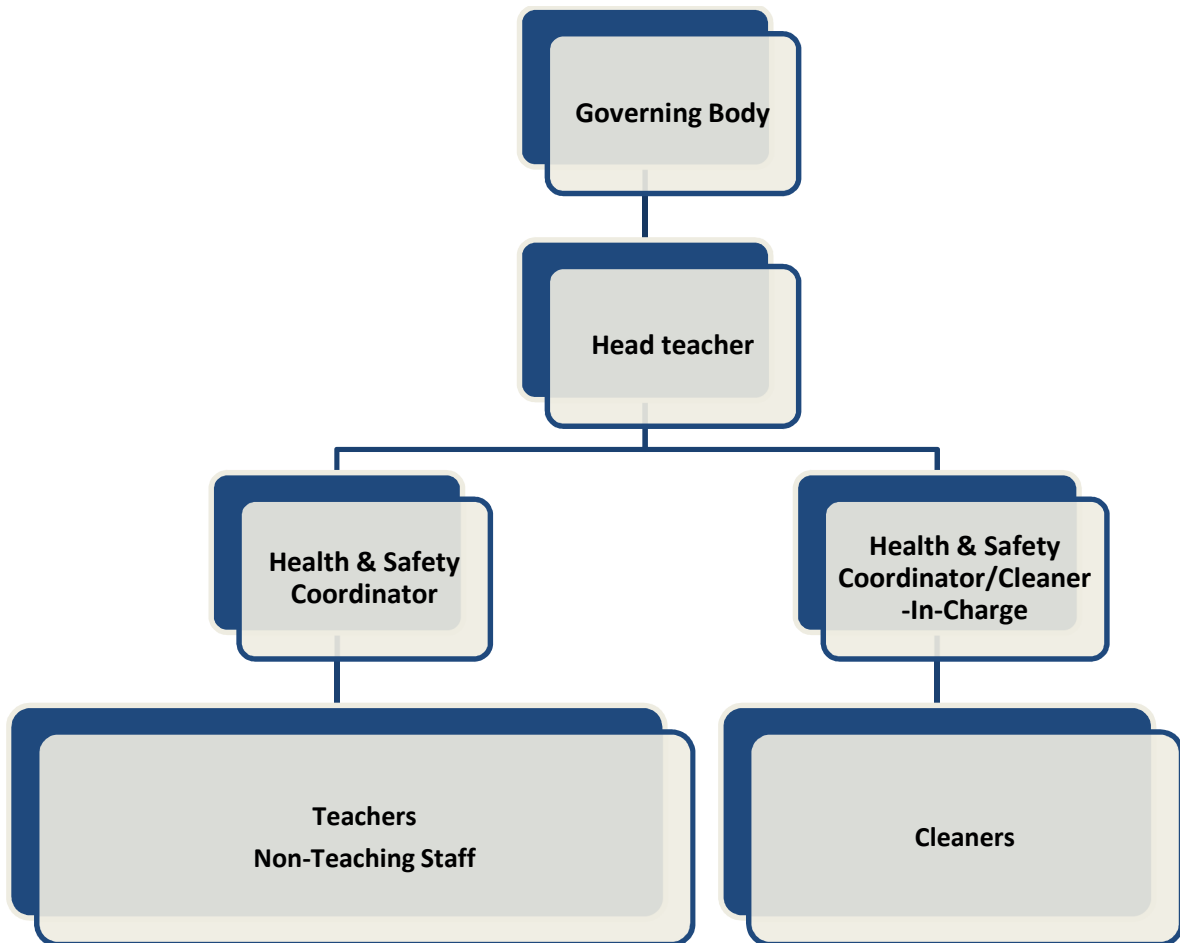 Governing Body
Head teacher
Health & Safety
Coordinator
Health & Safety
Coordinator/Cleaner
-In-Charge
Teachers
Non-Teaching Staff
Cleaners